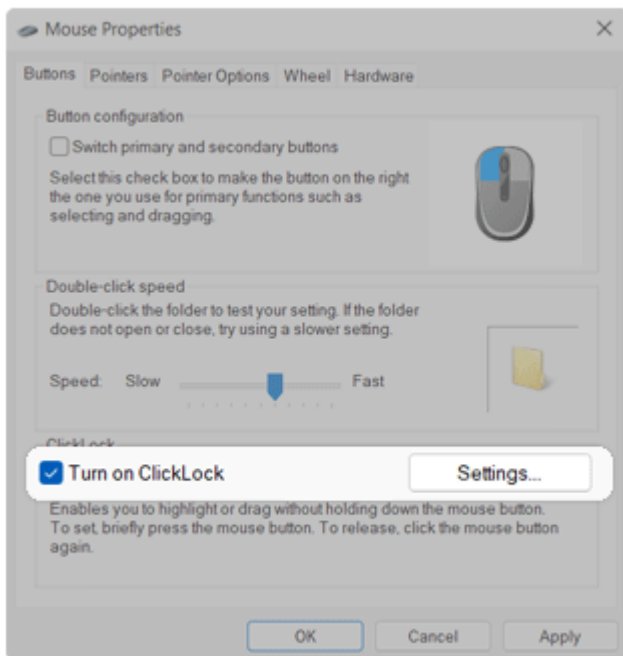 Mouse Properties
Buttons Pointers Pointer Options Wheel Hardware
Button configuration
Switch primary and secondary buttons
Select this check box to make the button on the right
the one you use for primary functions such as
selecting and dragging.
Double-click speed
Double-click the folder to test your setting. If the folder
does not open or close, try using a slower setting.
Speed: Slow Fast
ClickLock
Turn on ClickLock Settings...
Enables you to highlight or drag without holding down the mouse button.
To set, briefly press the mouse button. To release, click the mouse button
again.
OK Cancel Apply